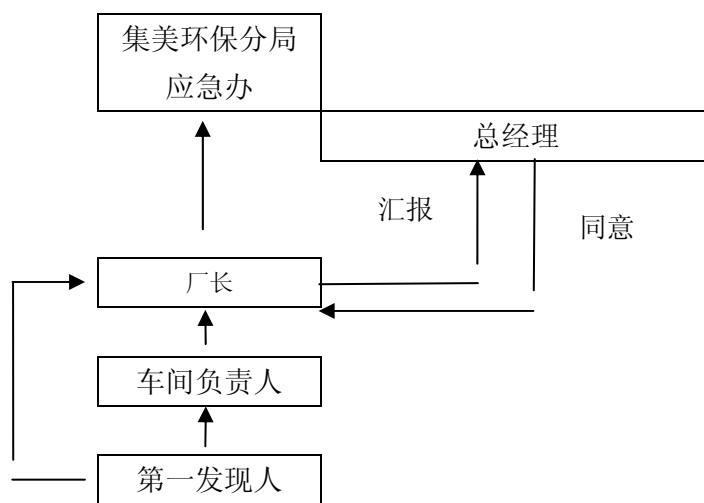 集美环保分局
应急办
总经理
汇报
同意
厂长
车间负责人
第一发现人